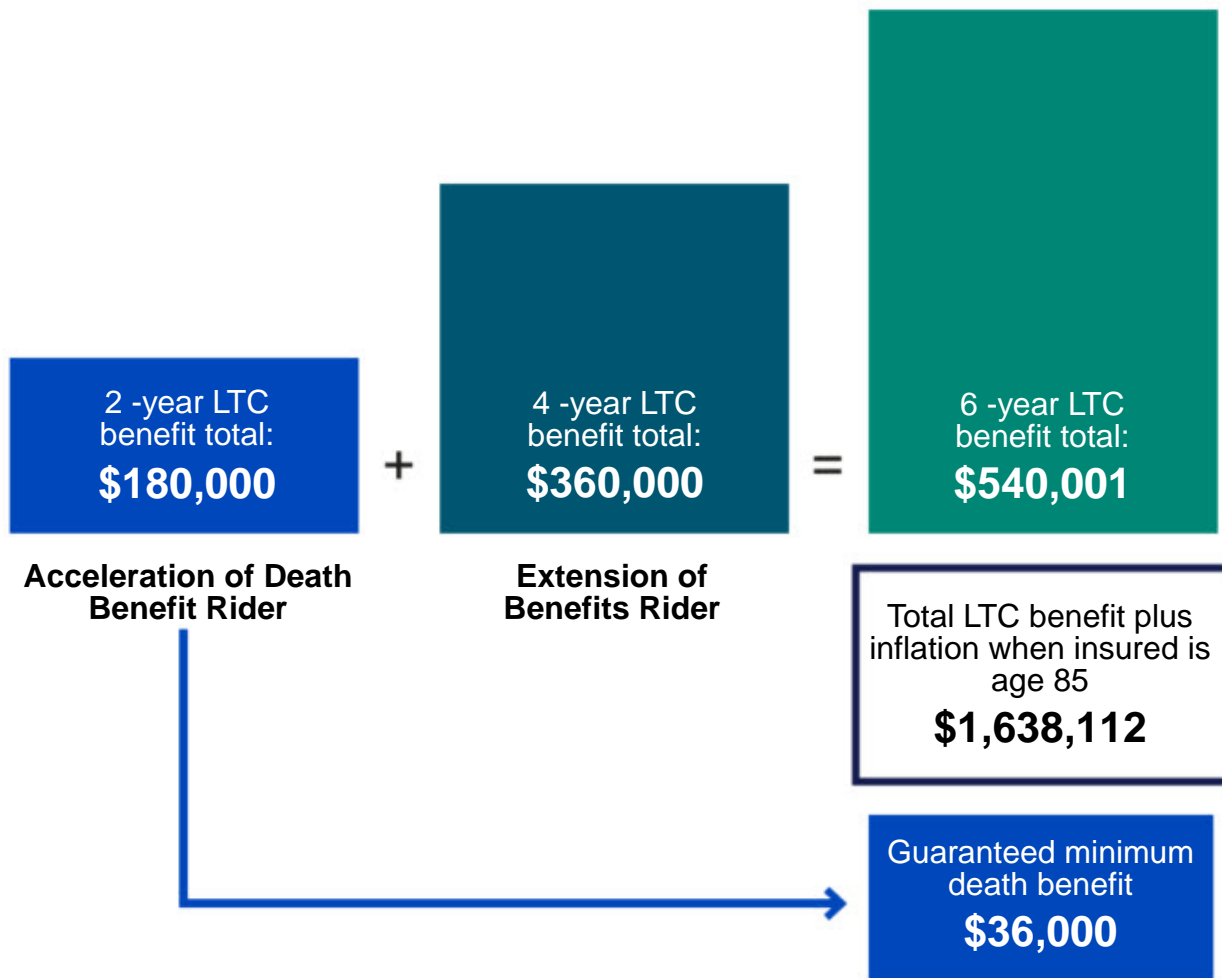 2 -year LTC
benefit total:
$180,000
+
4 -year LTC
benefit total:
$360,000
=
6 -year LTC
benefit total:
$540,001
Acceleration of Death
Benefit Rider
Extension of
Benefits Rider
Total LTC benefit plus
inflation when insured is
age 85
$1,638,112
Guaranteed minimum
death benefit
$36,000